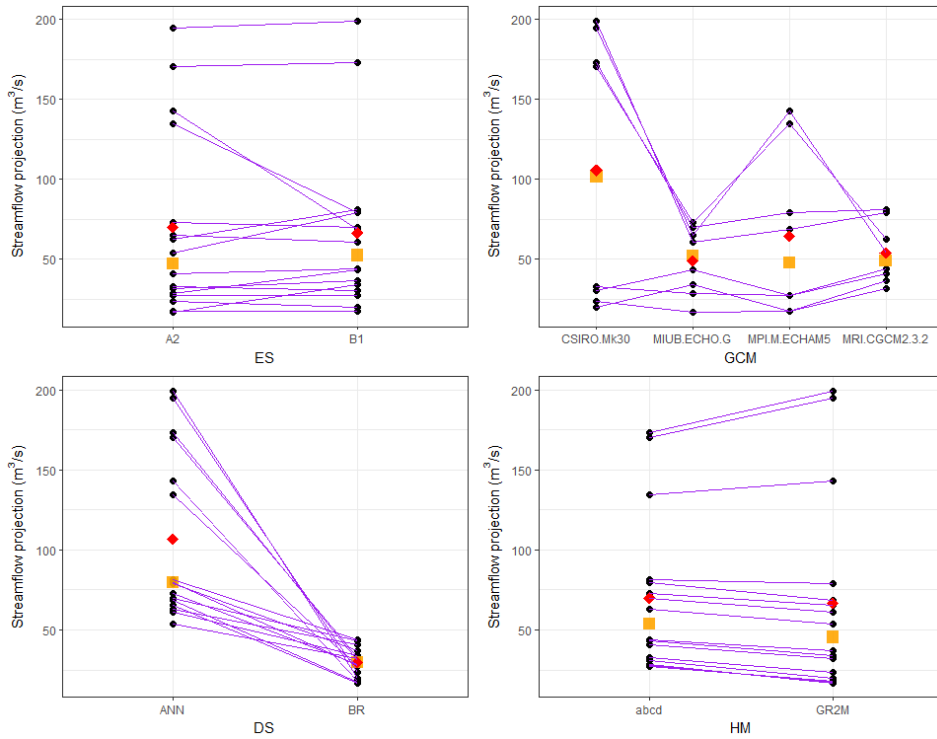 Streamflow projection (m³/s)
200
150
100
50
A2 B1
ES
Streamflow projection (m³/s)
200
150
100
50
CSIRO.Mk30 MIUB.ECHO.G MPI.M.ECHAM5 MRI.CGCM2.3.2
GCM
Streamflow projection (m³/s)
200
150
100
50
ANN BR
DS
Streamflow projection (m³/s)
200
150
100
50
abcd GR2M
HM